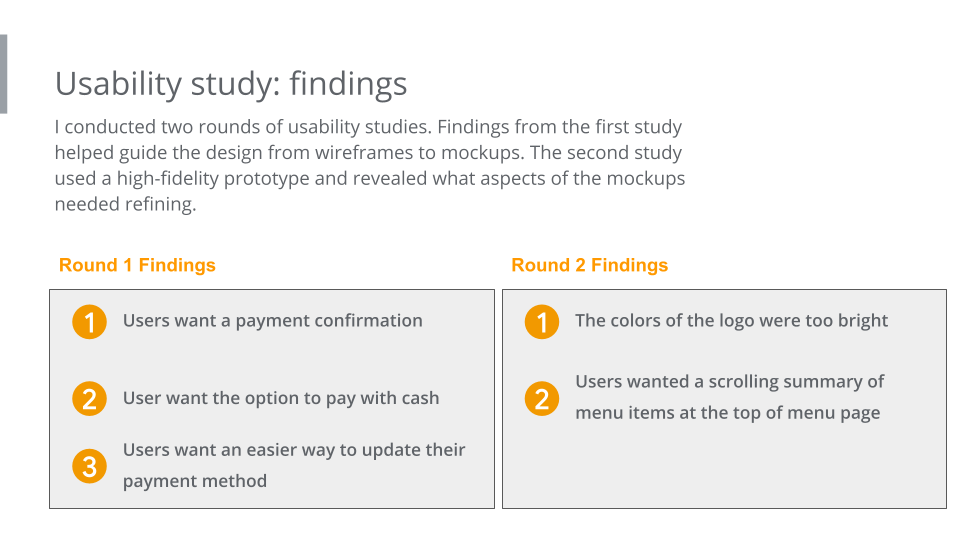 Usability study: findings
I conducted two rounds of usability studies. Findings from the first study
helped guide the design from wireframes to mockups. The second study
used a high-fidelity prototype and revealed what aspects of the mockups
needed refining.
Round 1 Findings
1 Users want a payment confirmation
2 User want the option to pay with cash
3 Users want an easier way to update their
payment method
Round 2 Findings
1 The colors of the logo were too bright
2 Users wanted a scrolling summary of
menu items at the top of menu page